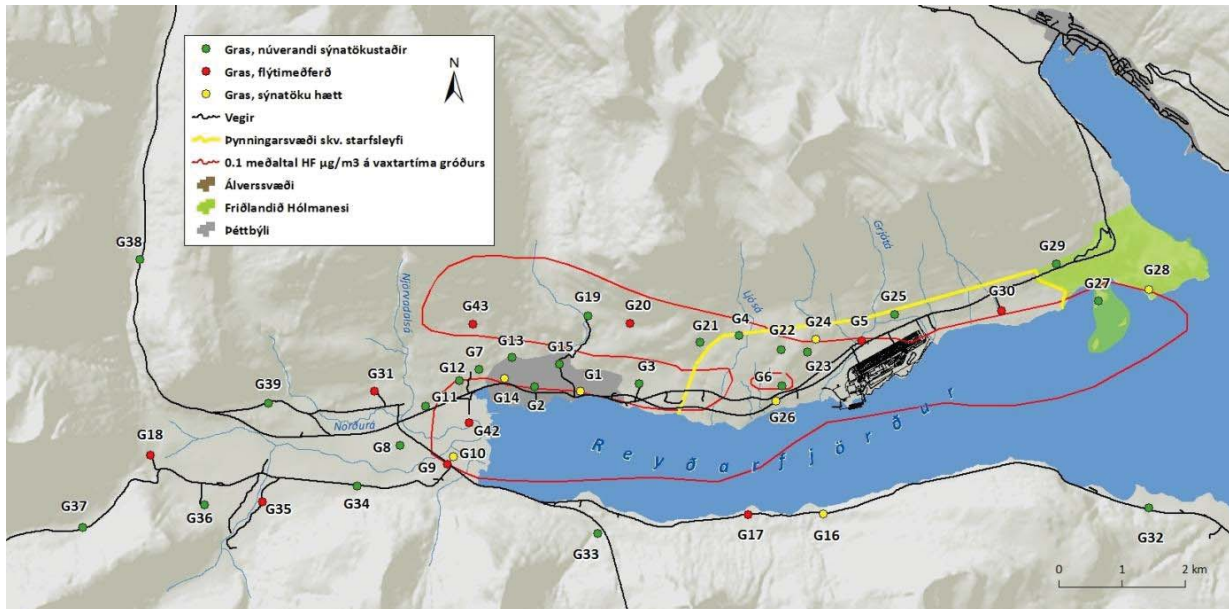 Gras, núverandi sýnatökustaðir
Gras, flýtimeðferð
Gras, sýnatöku hætt
Vegir
Þynningarsvæði skv. starfsleyfi
0.1 meðaltal HF µg/m3 á vaxtartíma gróðurs
Álverssvæði
Friðlandið Hólmanesi
Þéttbýli
N
G38
Njörvadalsá
G43
G19
G20
G21
Ljósá
G4
G22
G24
G5
Grjótá
G25
G30
G29
G27
G28
G7
G13
G15
G12
G14
G2
G1
G3
G6
G23
G26
G39
G31
G11
G42
Norðurá
G8
G10
G9
Reyðarfjörður
G18
G37
G36
G35
G34
G33
G17
G16
G32
0 1 2 km